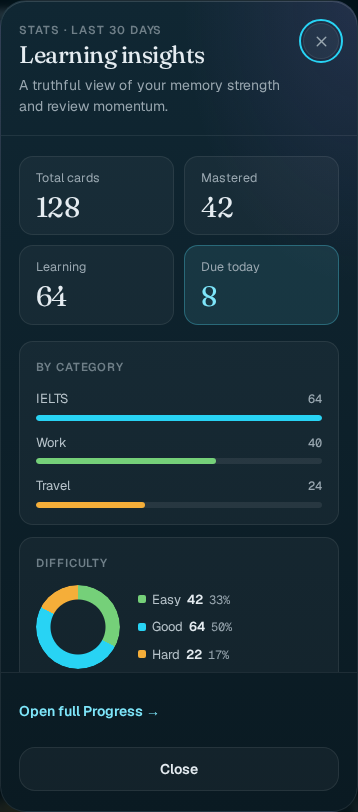 STATS · LAST 30 DAYS
Learning insights
A truthful view of your memory strength
and review momentum.
Total cards
128
Mastered
42
Learning
64
Due today
8
BY CATEGORY
IELTS 64
Work 40
Travel 24
DIFFICULTY
Easy 42 33%
Good 64 50%
Hard 22 17%
Open full Progress →
Close